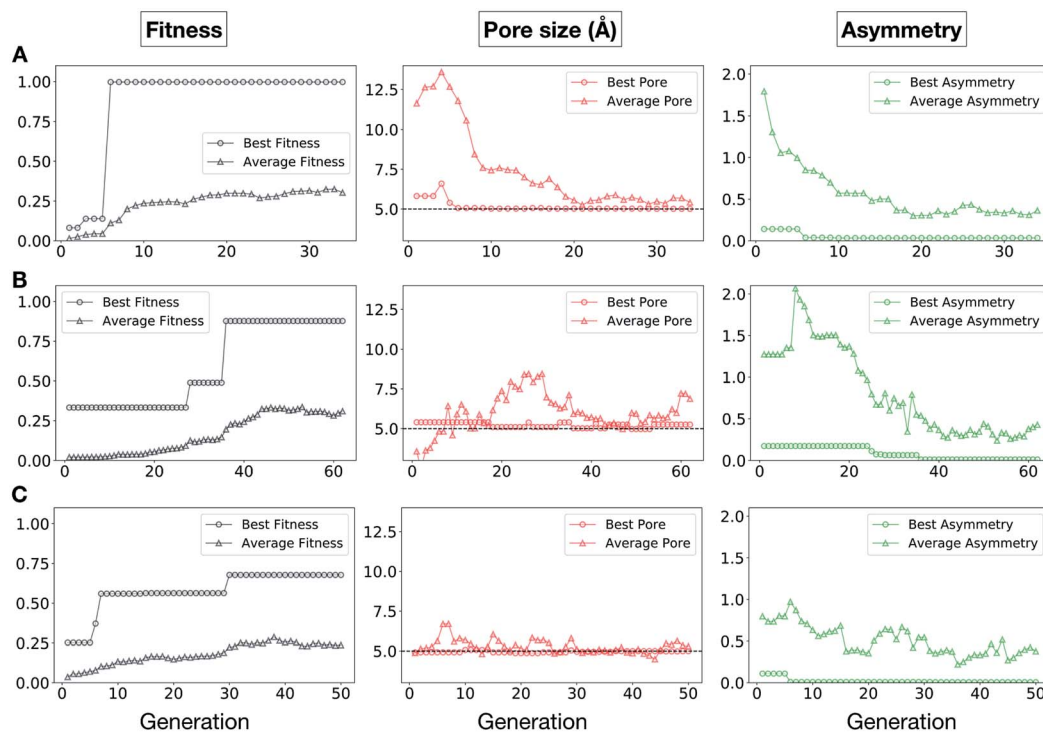 Fitness Pore size (Å) Asymmetry
A
1.00
0.75
0.50
0.25
0.00
Best Fitness
Average Fitness
0 10 20 30
12.5
10.0
7.5
5.0
Best Pore
Average Pore
0 10 20 30
2.0
1.5
1.0
0.5
0.0
Best Asymmetry
Average Asymmetry
0 10 20 30
B
1.00
0.75
0.50
0.25
0.00
Best Fitness
Average Fitness
0 20 40 60
12.5
10.0
7.5
5.0
Best Pore
Average Pore
0 20 40 60
2.0
1.5
1.0
0.5
0.0
Best Asymmetry
Average Asymmetry
0 20 40 60
C
1.00
0.75
0.50
0.25
0.00
Best Fitness
Average Fitness
0 10 20 30 40 50
Generation
12.5
10.0
7.5
5.0
Best Pore
Average Pore
0 10 20 30 40 50
Generation
2.0
1.5
1.0
0.5
0.0
Best Asymmetry
Average Asymmetry
0 10 20 30 40 50
Generation